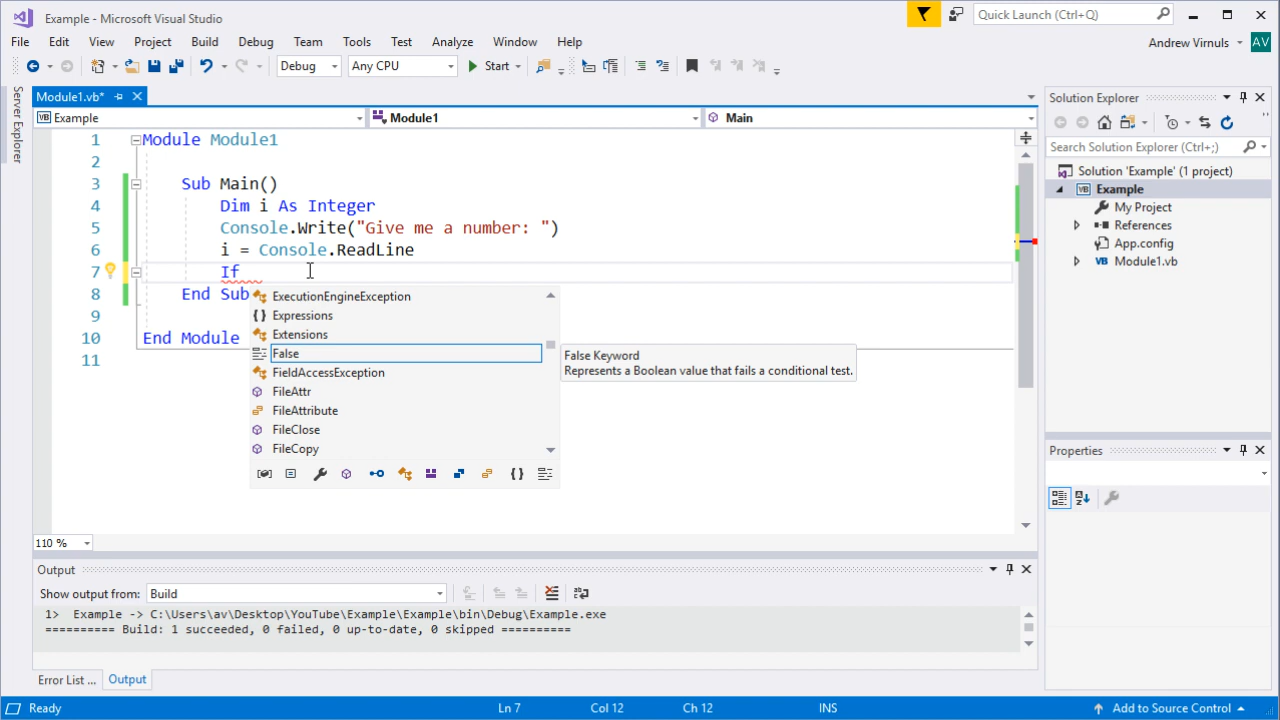 Example - Microsoft Visual Studio
Quick Launch (Ctrl+Q)
File Edit View Project Build Debug Team Tools Test Analyze Window Help
Andrew Virnuls AV
Debug Any CPU Start
Server Explorer
Module1.vb*
Example Module1 Main
1 Module Module1
2
3 Sub Main()
4 Dim i As Integer
5 Console.Write("Give me a number: ")
6 i = Console.ReadLine
7 If
8 End Sub
9
10 End Module
11
ExecutionEngineException
Expressions
Extensions
False
FieldAccessException
FileAttr
FileAttribute
FileClose
FileCopy
False Keyword
Represents a Boolean value that fails a conditional test.
110 %
Solution Explorer
Search Solution Explorer (Ctrl+;)
Solution 'Example' (1 project)
Example
My Project
References
App.config
Module1.vb
Properties
Output
Show output from: Build
1> Example -> C:\Users\av\Desktop\YouTube\Example\Example\bin\Debug\Example.exe
========== Build: 1 succeeded, 0 failed, 0 up-to-date, 0 skipped ==========
Error List ... Output
Ready Ln 7 Col 12 Ch 12 INS Add to Source Control